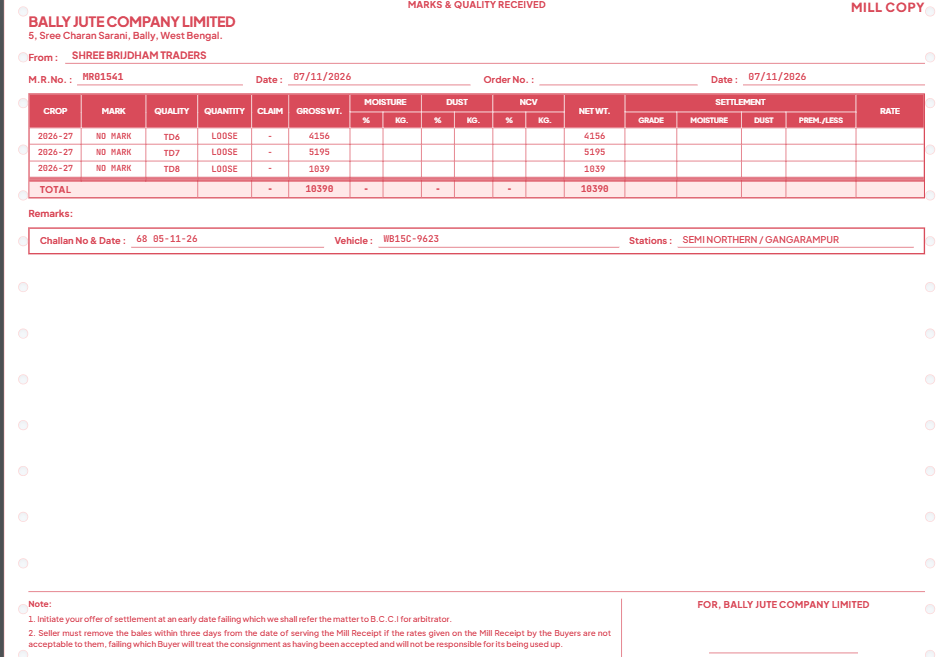 MARKS & QUALITY RECEIVED
MILL COPY
BALLY JUTE COMPANY LIMITED
5, Sree Charan Sarani, Bally, West Bengal.
From : SHREE BRIJDHAM TRADERS
M.R.No. : MR01541 Date : 07/11/2026 Order No. : Date : 07/11/2026
CROP MARK QUALITY QUANTITY CLAIM GROSS WT. MOISTURE DUST NCV NET WT. SETTLEMENT RATE
% KG. % KG. % KG. GRADE MOISTURE DUST PREM./LESS
2026-27 NO MARK TD6 LOOSE - 4156 4156
2026-27 NO MARK TD7 LOOSE - 5195 5195
2026-27 NO MARK TD8 LOOSE - 1039 1039
TOTAL - 10390 - - - 10390
Remarks:
Challan No & Date : 68 05-11-26 Vehicle : WB15C-9623 Stations : SEMI NORTHERN / GANGARAMPUR
Note:
1. Initiate your offer of settlement at an early date failing which we shall refer the matter to B.C.C.I for arbitrator.
2. Seller must remove the bales within three days from the date of serving the Mill Receipt if the rates given on the Mill Receipt by the Buyers are not
acceptable to them, failing which Buyer will treat the consignment as having been accepted and will not be responsible for its being used up.
FOR, BALLY JUTE COMPANY LIMITED